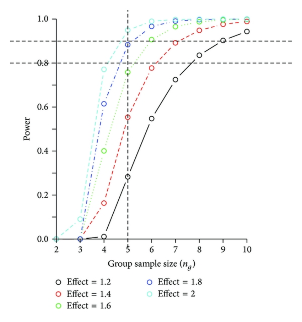 1.0
0.8
0.6
0.4
0.2
0.0
Power
2 3 4 5 6 7 8 9 10
Group sample size (n_g)
Effect = 1.2
Effect = 1.4
Effect = 1.6
Effect = 1.8
Effect = 2